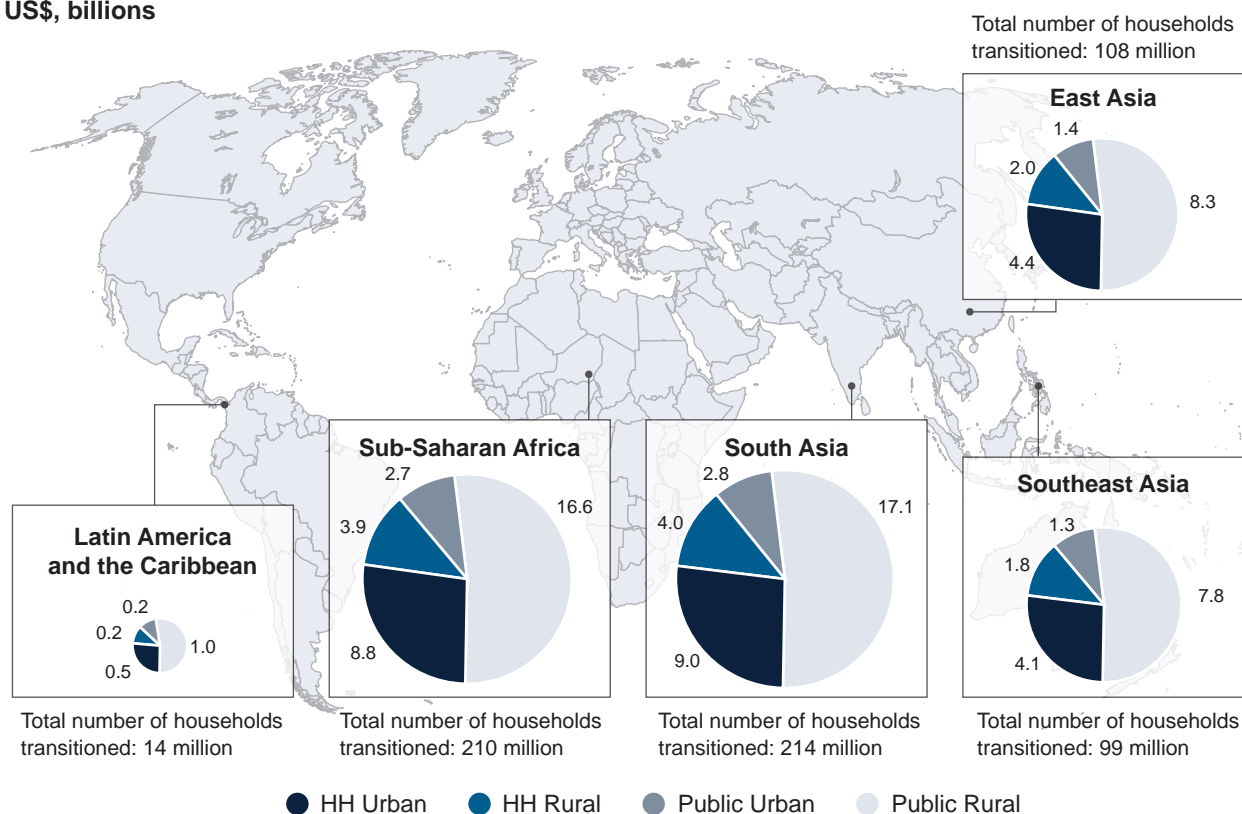 US$, billions
Total number of households
transitioned: 108 million
East Asia
1.4
2.0
8.3
4.4
Sub-Saharan Africa
2.7
16.6
3.9
8.8
South Asia
2.8
17.1
4.0
9.0
Southeast Asia
1.3
1.8
7.8
4.1
Latin America
and the Caribbean
0.2
0.2
1.0
0.5
Total number of households
transitioned: 14 million
Total number of households
transitioned: 210 million
Total number of households
transitioned: 214 million
Total number of households
transitioned: 99 million
HH Urban
HH Rural
Public Urban
Public Rural